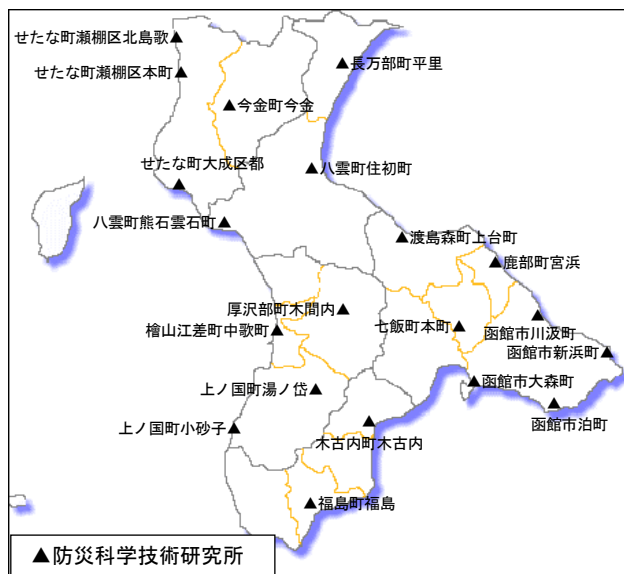 せたな町瀬棚区北島歌
長万部町平里
せたな町瀬棚区本町
今金町今金
せたな町大成区都
八雲町住初町
八雲町熊石雲石町
渡島森町上台町
鹿部町宮浜
厚沢部町木間内
函館市川汲町
七飯町本町
檜山江差町中歌町
函館市新浜町
函館市大森町
上ノ国町湯ノ岱
函館市泊町
上ノ国町小砂子
木古内町木古内
福島町福島
▲防災科学技術研究所